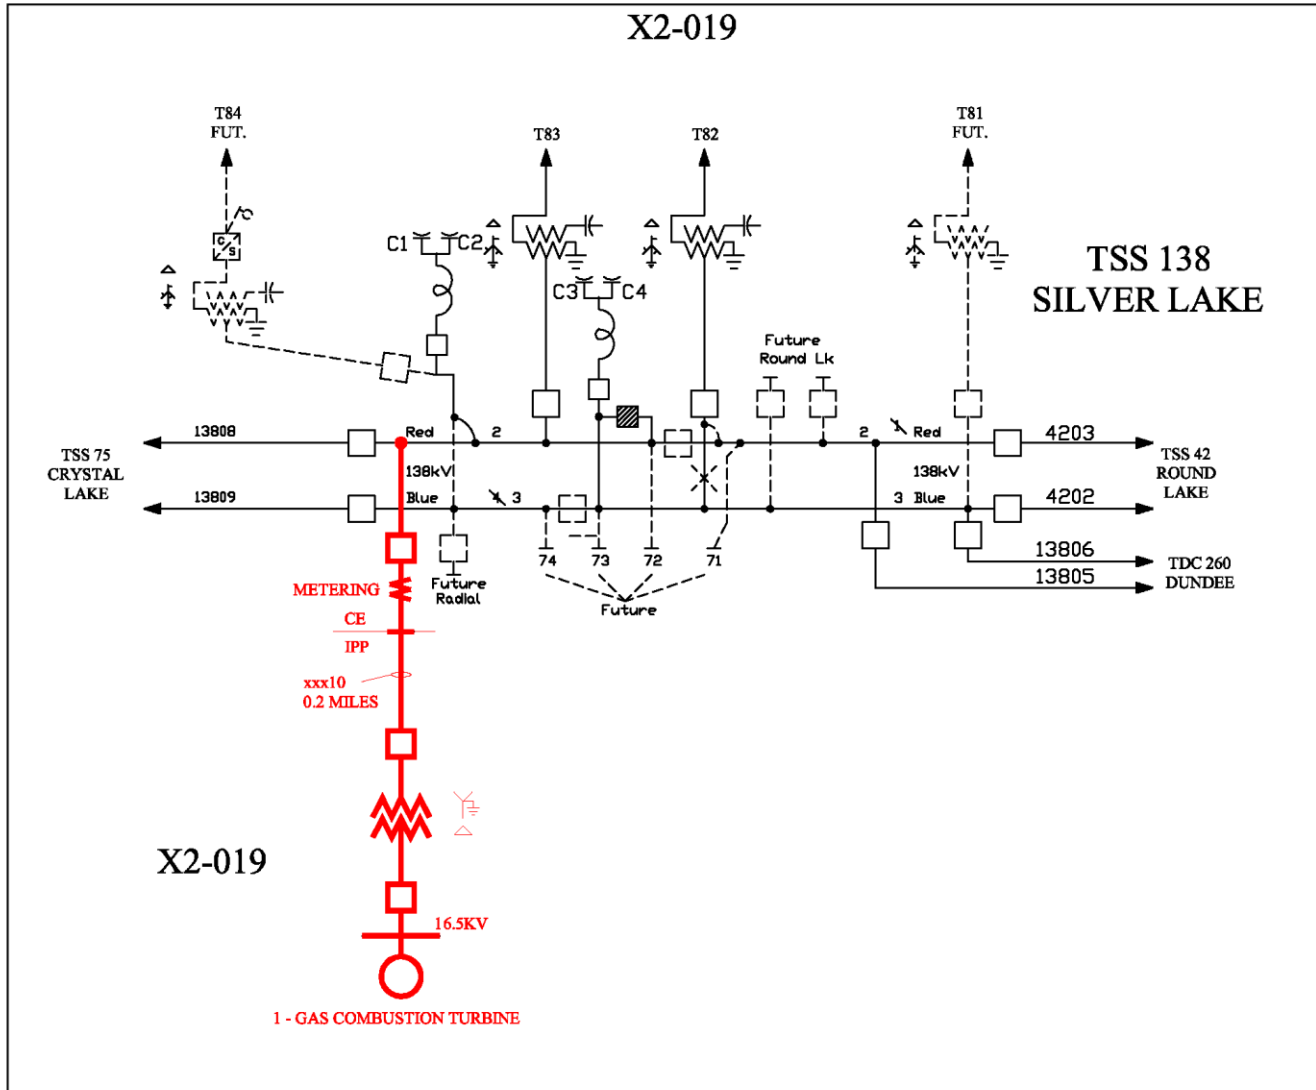 X2-019
T84
FUT.
T83
T82
T81
FUT.
C
S
C1
C2
C3
C4
TSS 138
SILVER LAKE
Future
Round Lk
13808
Red
2
2
1
Red
4203
TSS 75
CRYSTAL
LAKE
138kV
138kV
TSS 42
ROUND
LAKE
13809
Blue
4
3
3
Blue
4202
13806
13805
TDC 260
DUNDEE
74
73
72
71
Future
Future
Radial
METERING
CE
IPP
xxx10
0.2 MILES
X2-019
16.5KV
1 - GAS COMBUSTION TURBINE